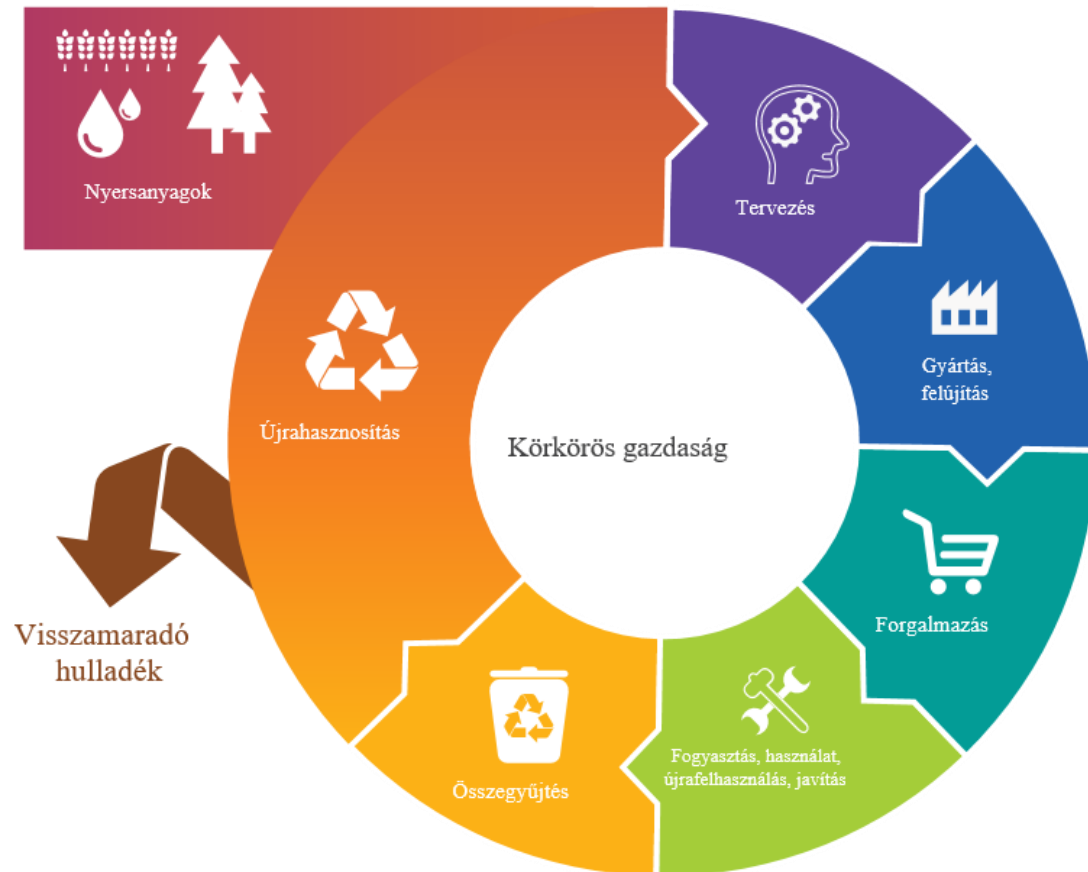 Nyersanyagok
Tervezés
Gyártás,
felújítás
Újrahasznosítás
Körkörös gazdaság
Forgalmazás
Visszamaradó
hulladék
Fogyasztás, használat,
újrafelhasználás, javítás
Összegyűjtés